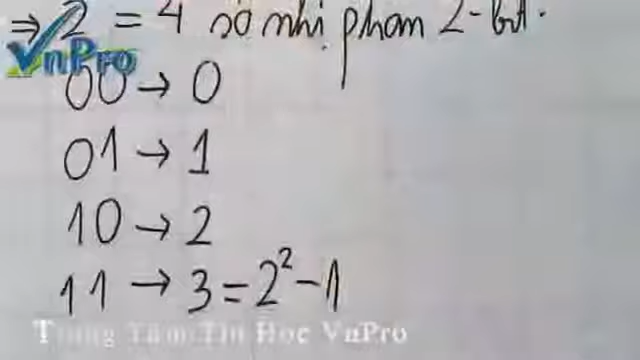 ⇒ 2 = 4 số nhị phân 2-bit.
VnPro
00 → 0
01 → 1
10 → 2
11 → 3 = 2² - 1
Trung Tâm Tin Học VnPro